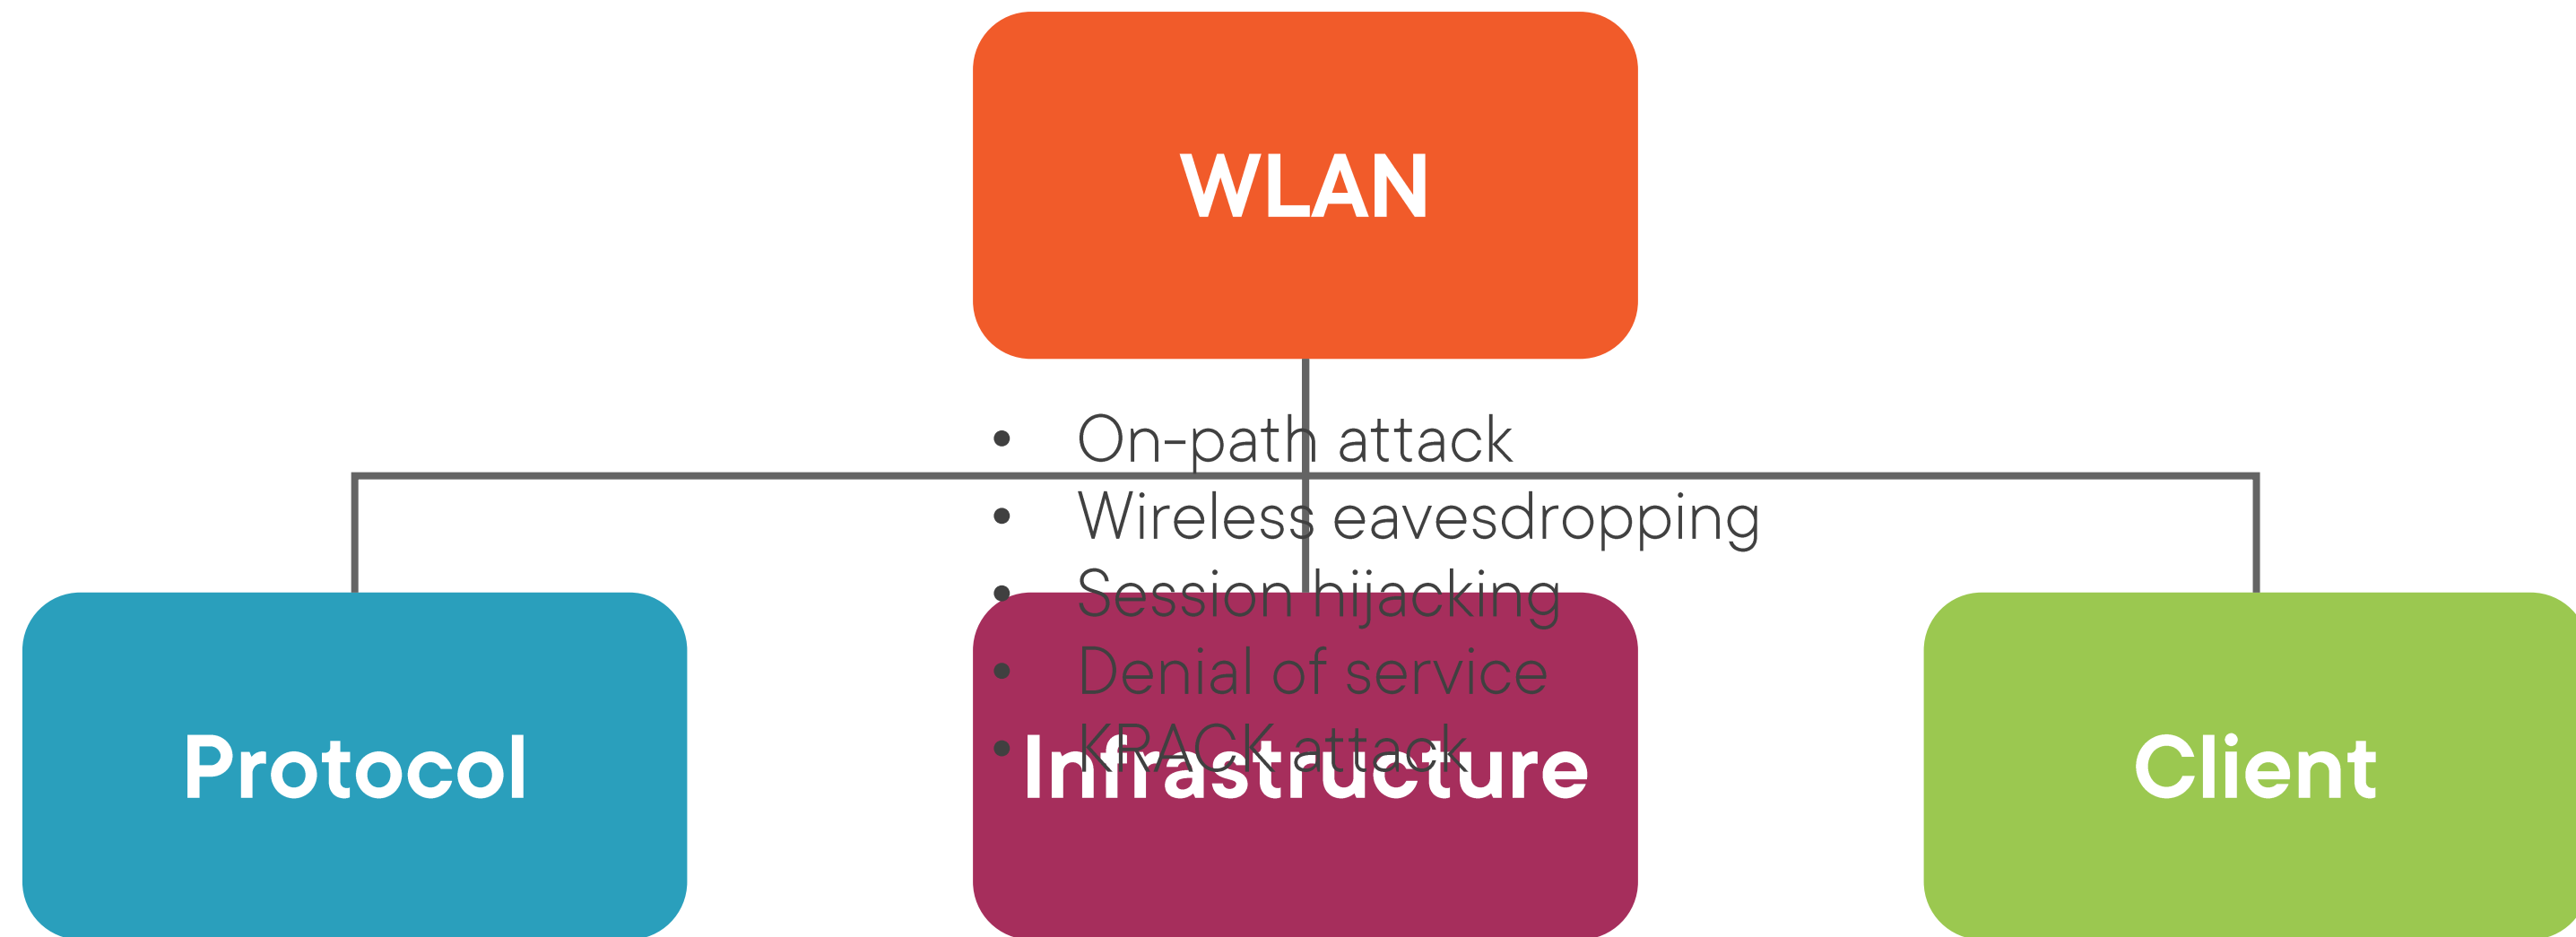 WLAN
• On-path attack
• Wireless eavesdropping
• Session hijacking
• Denial of service
• KRACK attack
Protocol
Infrastructure
Client